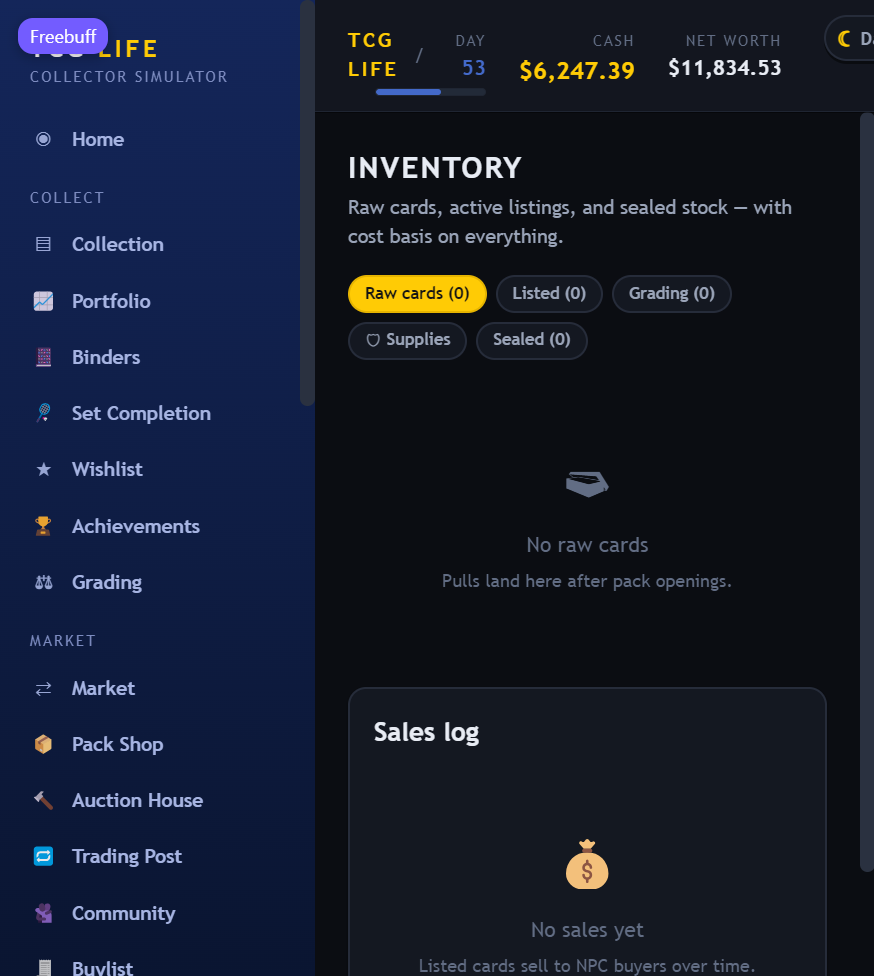 Freebuff
LIFE
COLLECTOR SIMULATOR
Home
COLLECT
Collection
Portfolio
Binders
Set Completion
Wishlist
Achievements
Grading
MARKET
Market
Pack Shop
Auction House
Trading Post
Community
Buylist
TCG
LIFE
/
DAY
53
CASH
$6,247.39
NET WORTH
$11,834.53
INVENTORY
Raw cards, active listings, and sealed stock — with
cost basis on everything.
Raw cards (0)
Listed (0)
Grading (0)
Supplies
Sealed (0)
No raw cards
Pulls land here after pack openings.
Sales log
No sales yet
Listed cards sell to NPC buyers over time.